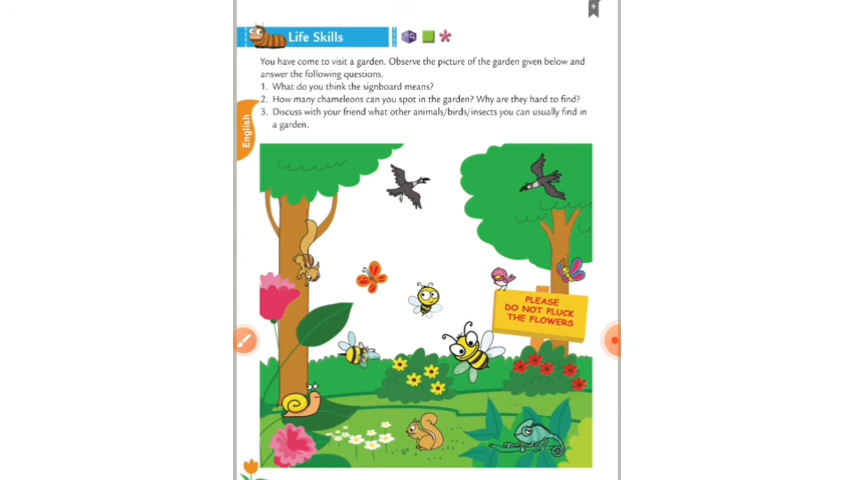 Life Skills
You have come to visit a garden. Observe the picture of the garden given below and
answer the following questions.
1. What do you think the signboard means?
2. How many chameleons can you spot in the garden? Why are they hard to find?
3. Discuss with your friend what other animals/birds/insects you can usually find in
a garden.
English
PLEASE
DO NOT PLUCK
THE FLOWERS